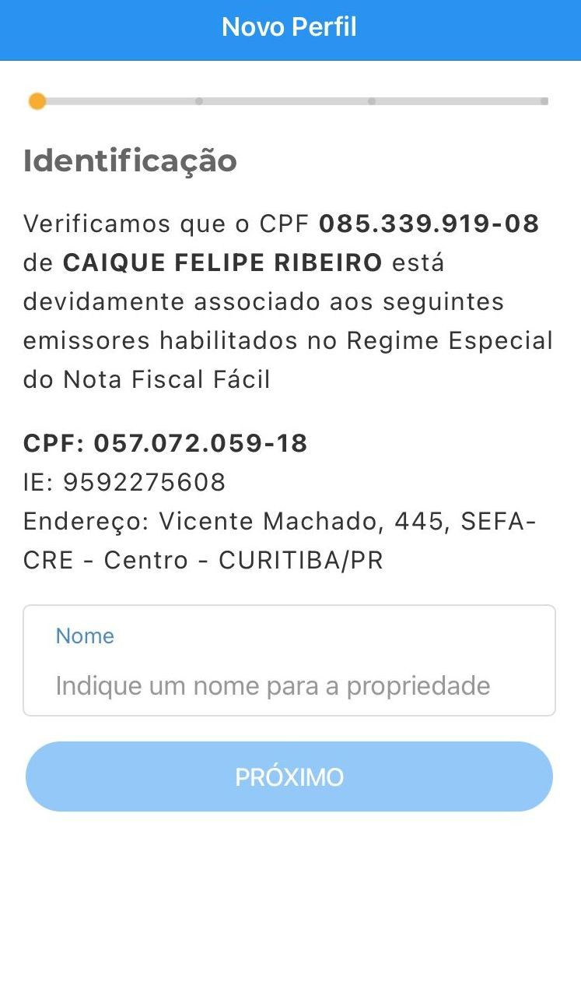 Novo Perfil
Identificação
Verificamos que o CPF 085.339.919-08
de CAIQUE FELIPE RIBEIRO está
devidamente associado aos seguintes
emissores habilitados no Regime Especial
do Nota Fiscal Fácil
CPF: 057.072.059-18
IE: 9592275608
Endereço: Vicente Machado, 445, SEFA-
CRE - Centro - CURITIBA/PR
Nome
Indique um nome para a propriedade
PRÓXIMO